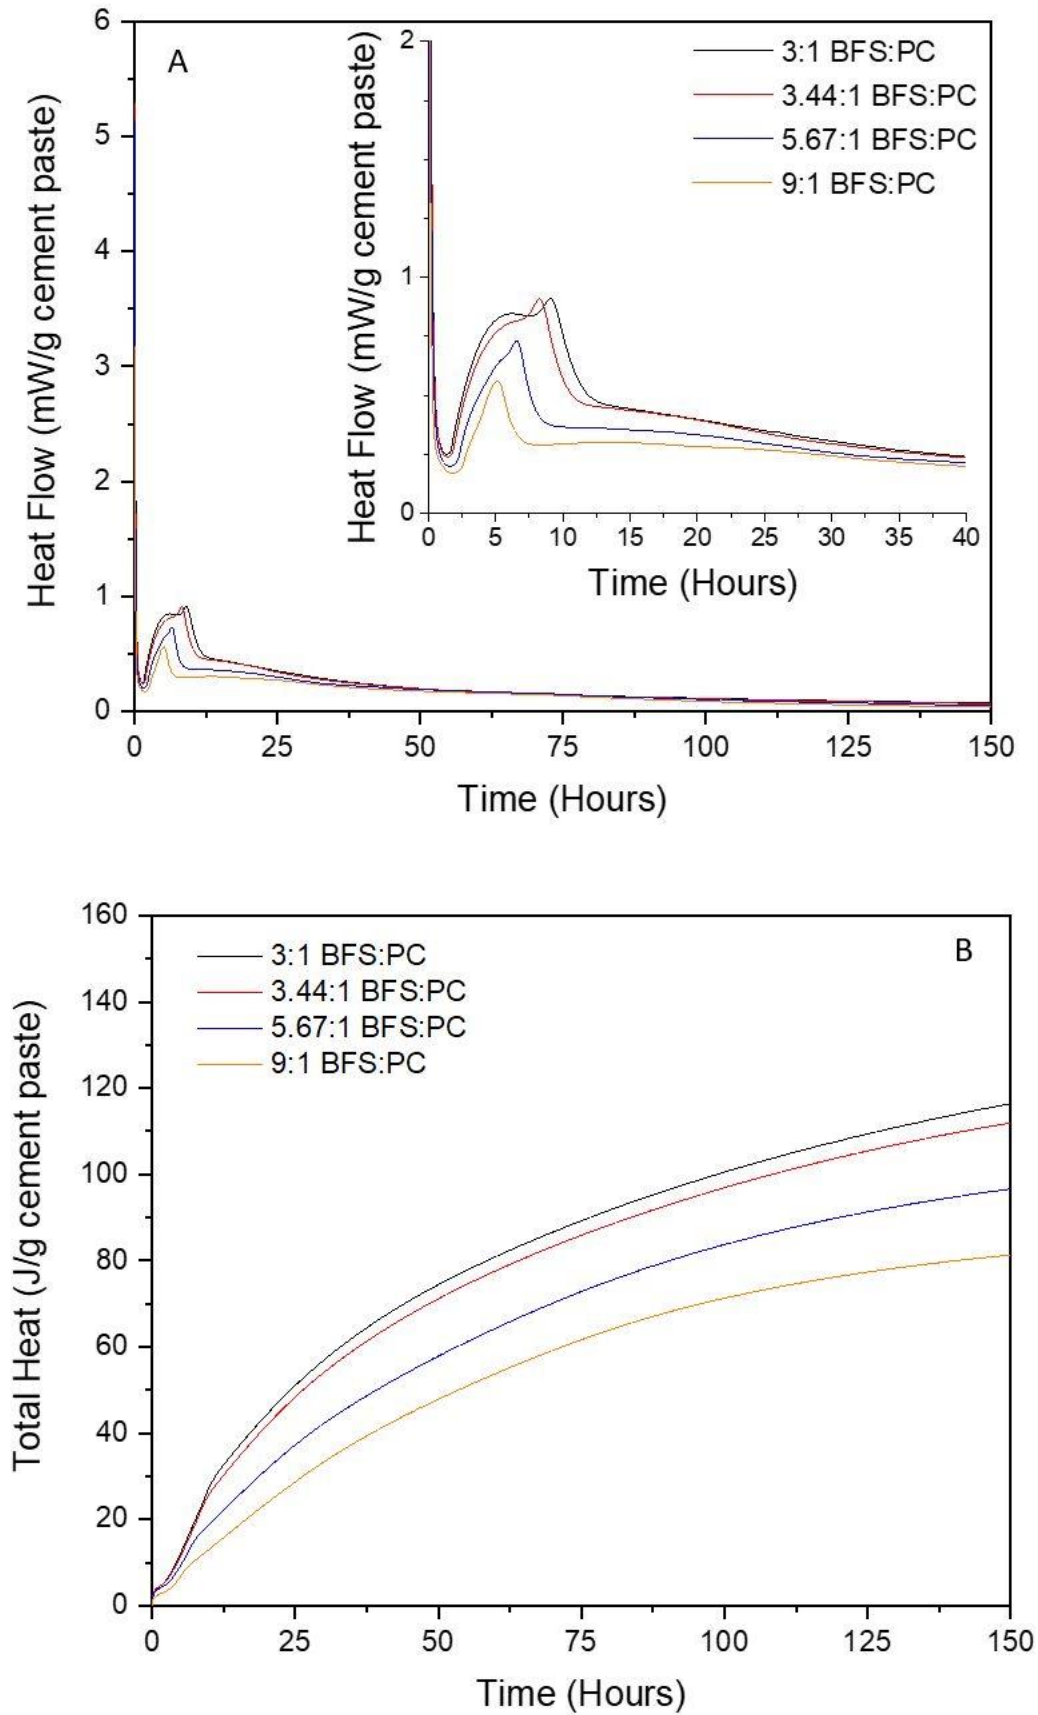 A
6
5
4
3
2
1
0
Heat Flow (mW/g cement paste)
0 25 50 75 100 125 150
Time (Hours)
2
1
0
Heat Flow (mW/g cement paste)
0 5 10 15 20 25 30 35 40
Time (Hours)
3:1 BFS:PC
3.44:1 BFS:PC
5.67:1 BFS:PC
9:1 BFS:PC
B
160
140
120
100
80
60
40
20
0
Total Heat (J/g cement paste)
3:1 BFS:PC
3.44:1 BFS:PC
5.67:1 BFS:PC
9:1 BFS:PC
0 25 50 75 100 125 150
Time (Hours)